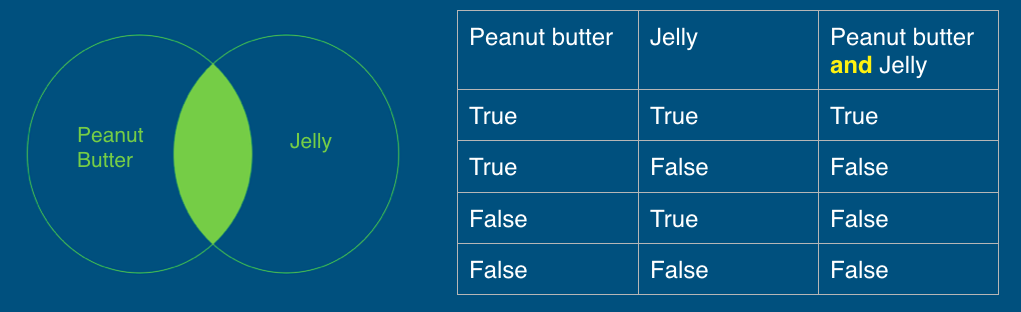 Peanut
Butter
Jelly
Peanut butter Jelly Peanut butter
and Jelly
True True True
True False False
False True False
False False False